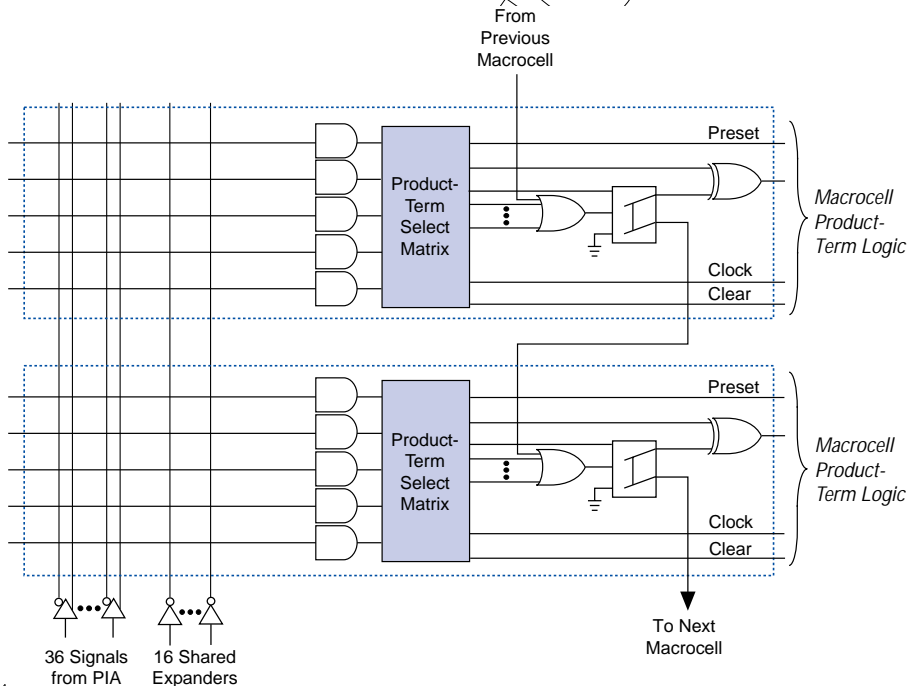 From
Previous
Macrocell
Preset
Product-
Term
Select
Matrix
Macrocell
Product-
Term Logic
Clock
Clear
Preset
Product-
Term
Select
Matrix
Macrocell
Product-
Term Logic
Clock
Clear
To Next
Macrocell
36 Signals
from PIA
16 Shared
Expanders